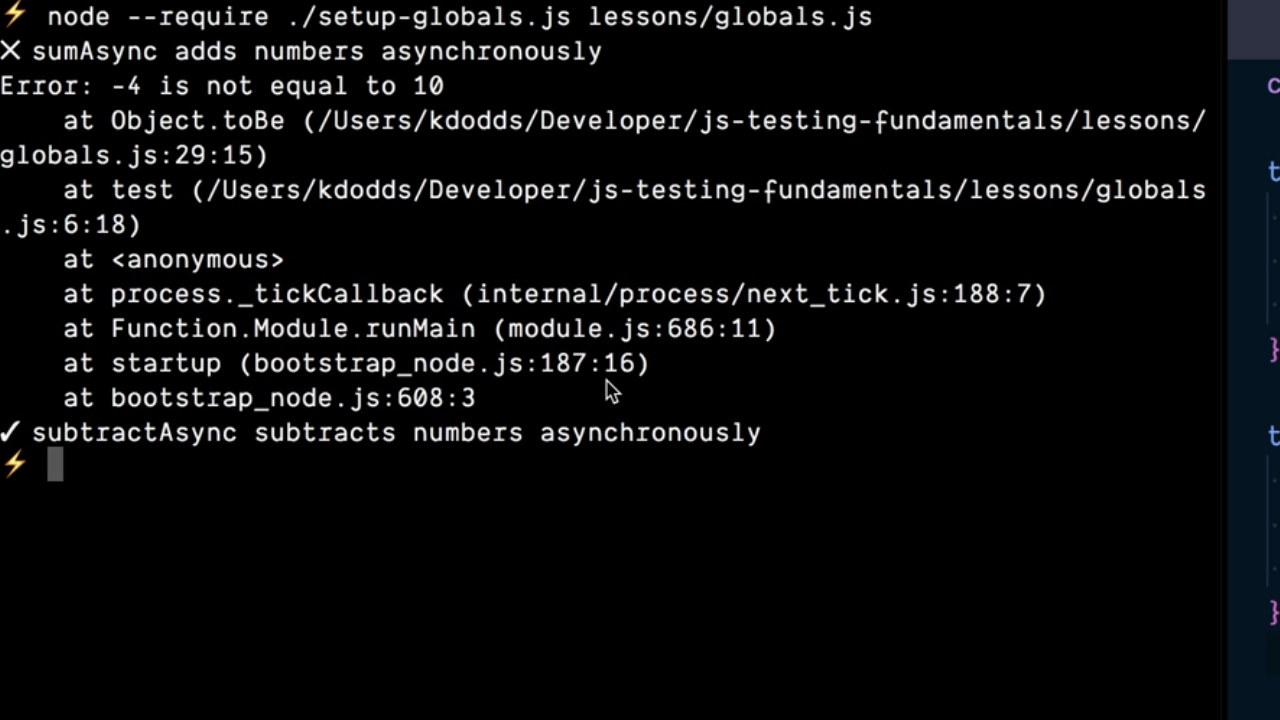 ⚡ node --require ./setup-globals.js lessons/globals.js
✕ sumAsync adds numbers asynchronously
Error: -4 is not equal to 10
    at Object.toBe (/Users/kdodds/Developer/js-testing-fundamentals/lessons/
globals.js:29:15)
    at test (/Users/kdodds/Developer/js-testing-fundamentals/lessons/globals
.js:6:18)
    at <anonymous>
    at process._tickCallback (internal/process/next_tick.js:188:7)
    at Function.Module.runMain (module.js:686:11)
    at startup (bootstrap_node.js:187:16)
    at bootstrap_node.js:608:3
✓ subtractAsync subtracts numbers asynchronously
⚡
c
t
}
t
}